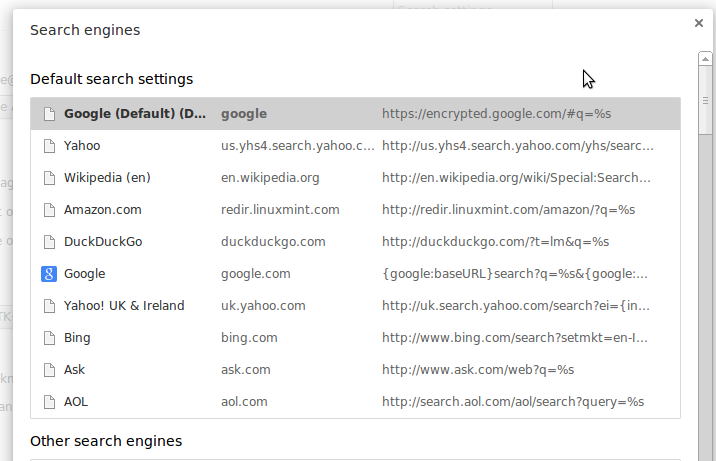 Search engines
Default search settings
Google (Default) (D... google https://encrypted.google.com/#q=%s
Yahoo us.yhs4.search.yahoo.c... http://us.yhs4.search.yahoo.com/yhs/searc...
Wikipedia (en) en.wikipedia.org http://en.wikipedia.org/wiki/Special:Search...
Amazon.com redir.linuxmint.com http://redir.linuxmint.com/amazon/?q=%s
DuckDuckGo duckduckgo.com http://duckduckgo.com/?t=lm&q=%s
Google google.com {google:baseURL}search?q=%s&{google:...
Yahoo! UK & Ireland uk.yahoo.com http://uk.search.yahoo.com/search?ei={in...
Bing bing.com http://www.bing.com/search?setmkt=en-I...
Ask ask.com http://www.ask.com/web?q=%s
AOL aol.com http://search.aol.com/aol/search?query=%s
Other search engines